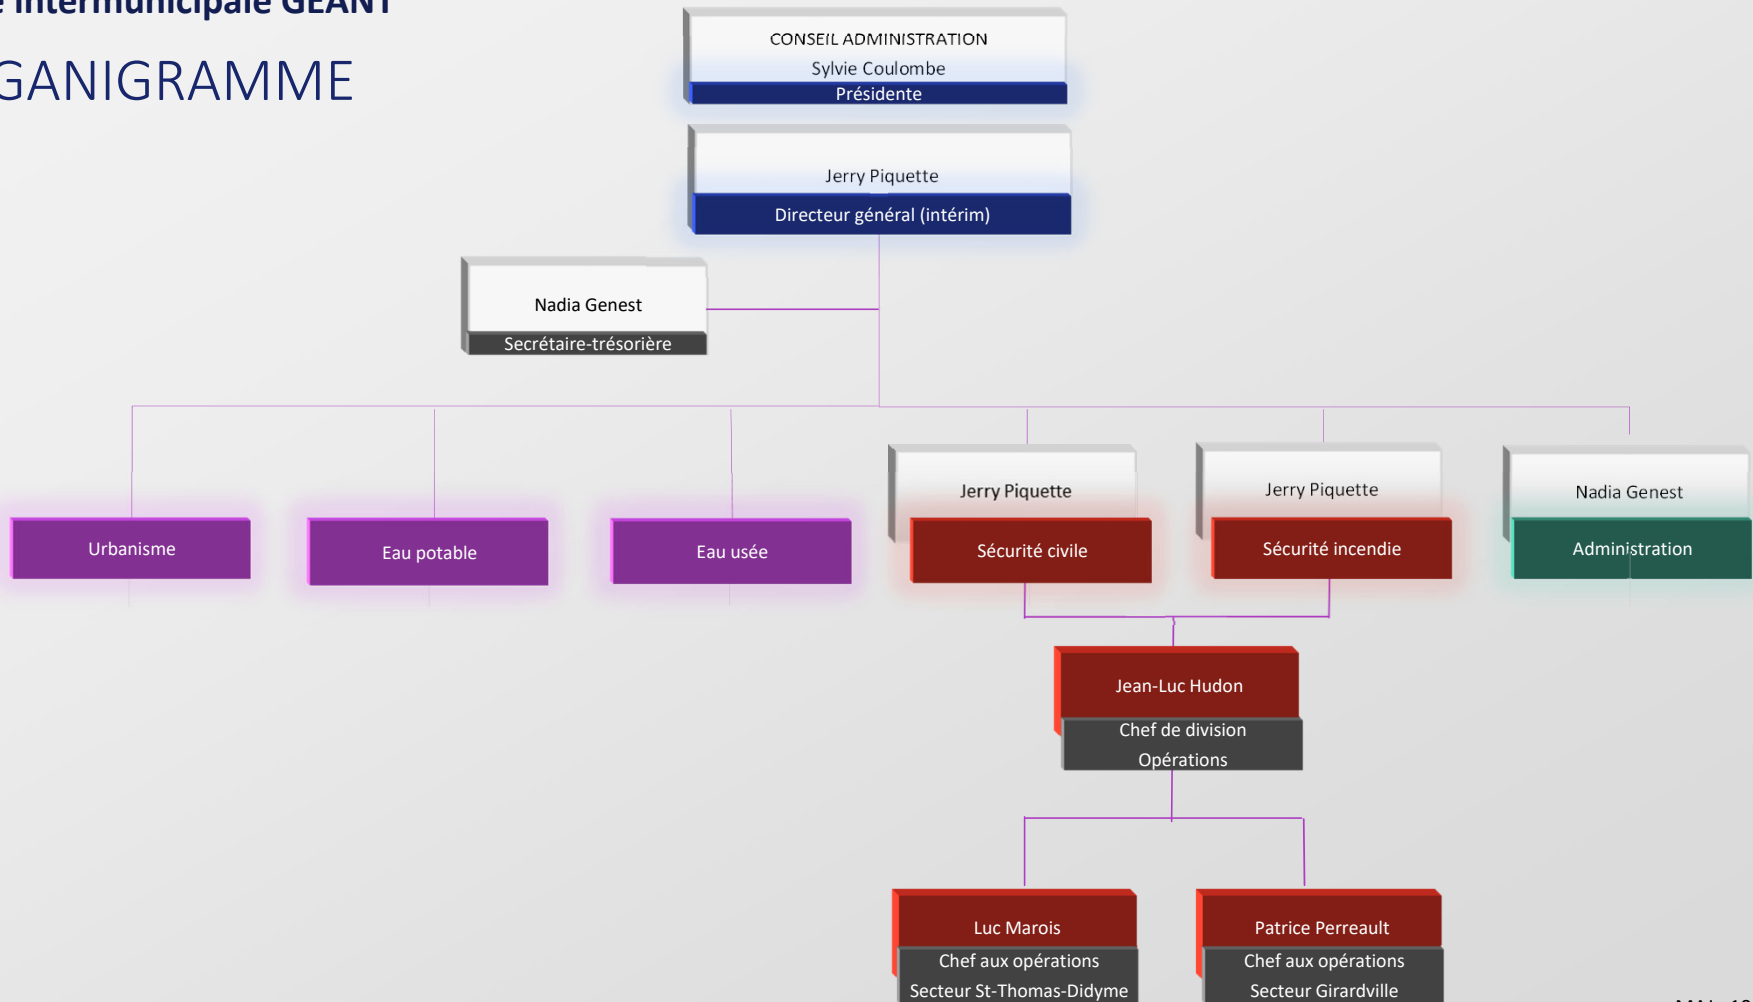 intermunicipale GEANT
GANIGRAMME
CONSEIL ADMINISTRATION
Sylvie Coulombe
Présidente
Jerry Piquette
Directeur général (intérim)
Nadia Genest
Secrétaire-trésorière
Urbanisme
Eau potable
Eau usée
Jerry Piquette
Sécurité civile
Jerry Piquette
Sécurité incendie
Nadia Genest
Administration
Jean-Luc Hudon
Chef de division
Opérations
Luc Marois
Chef aux opérations
Secteur St-Thomas-Didyme
Patrice Perreault
Chef aux opérations
Secteur Girardville